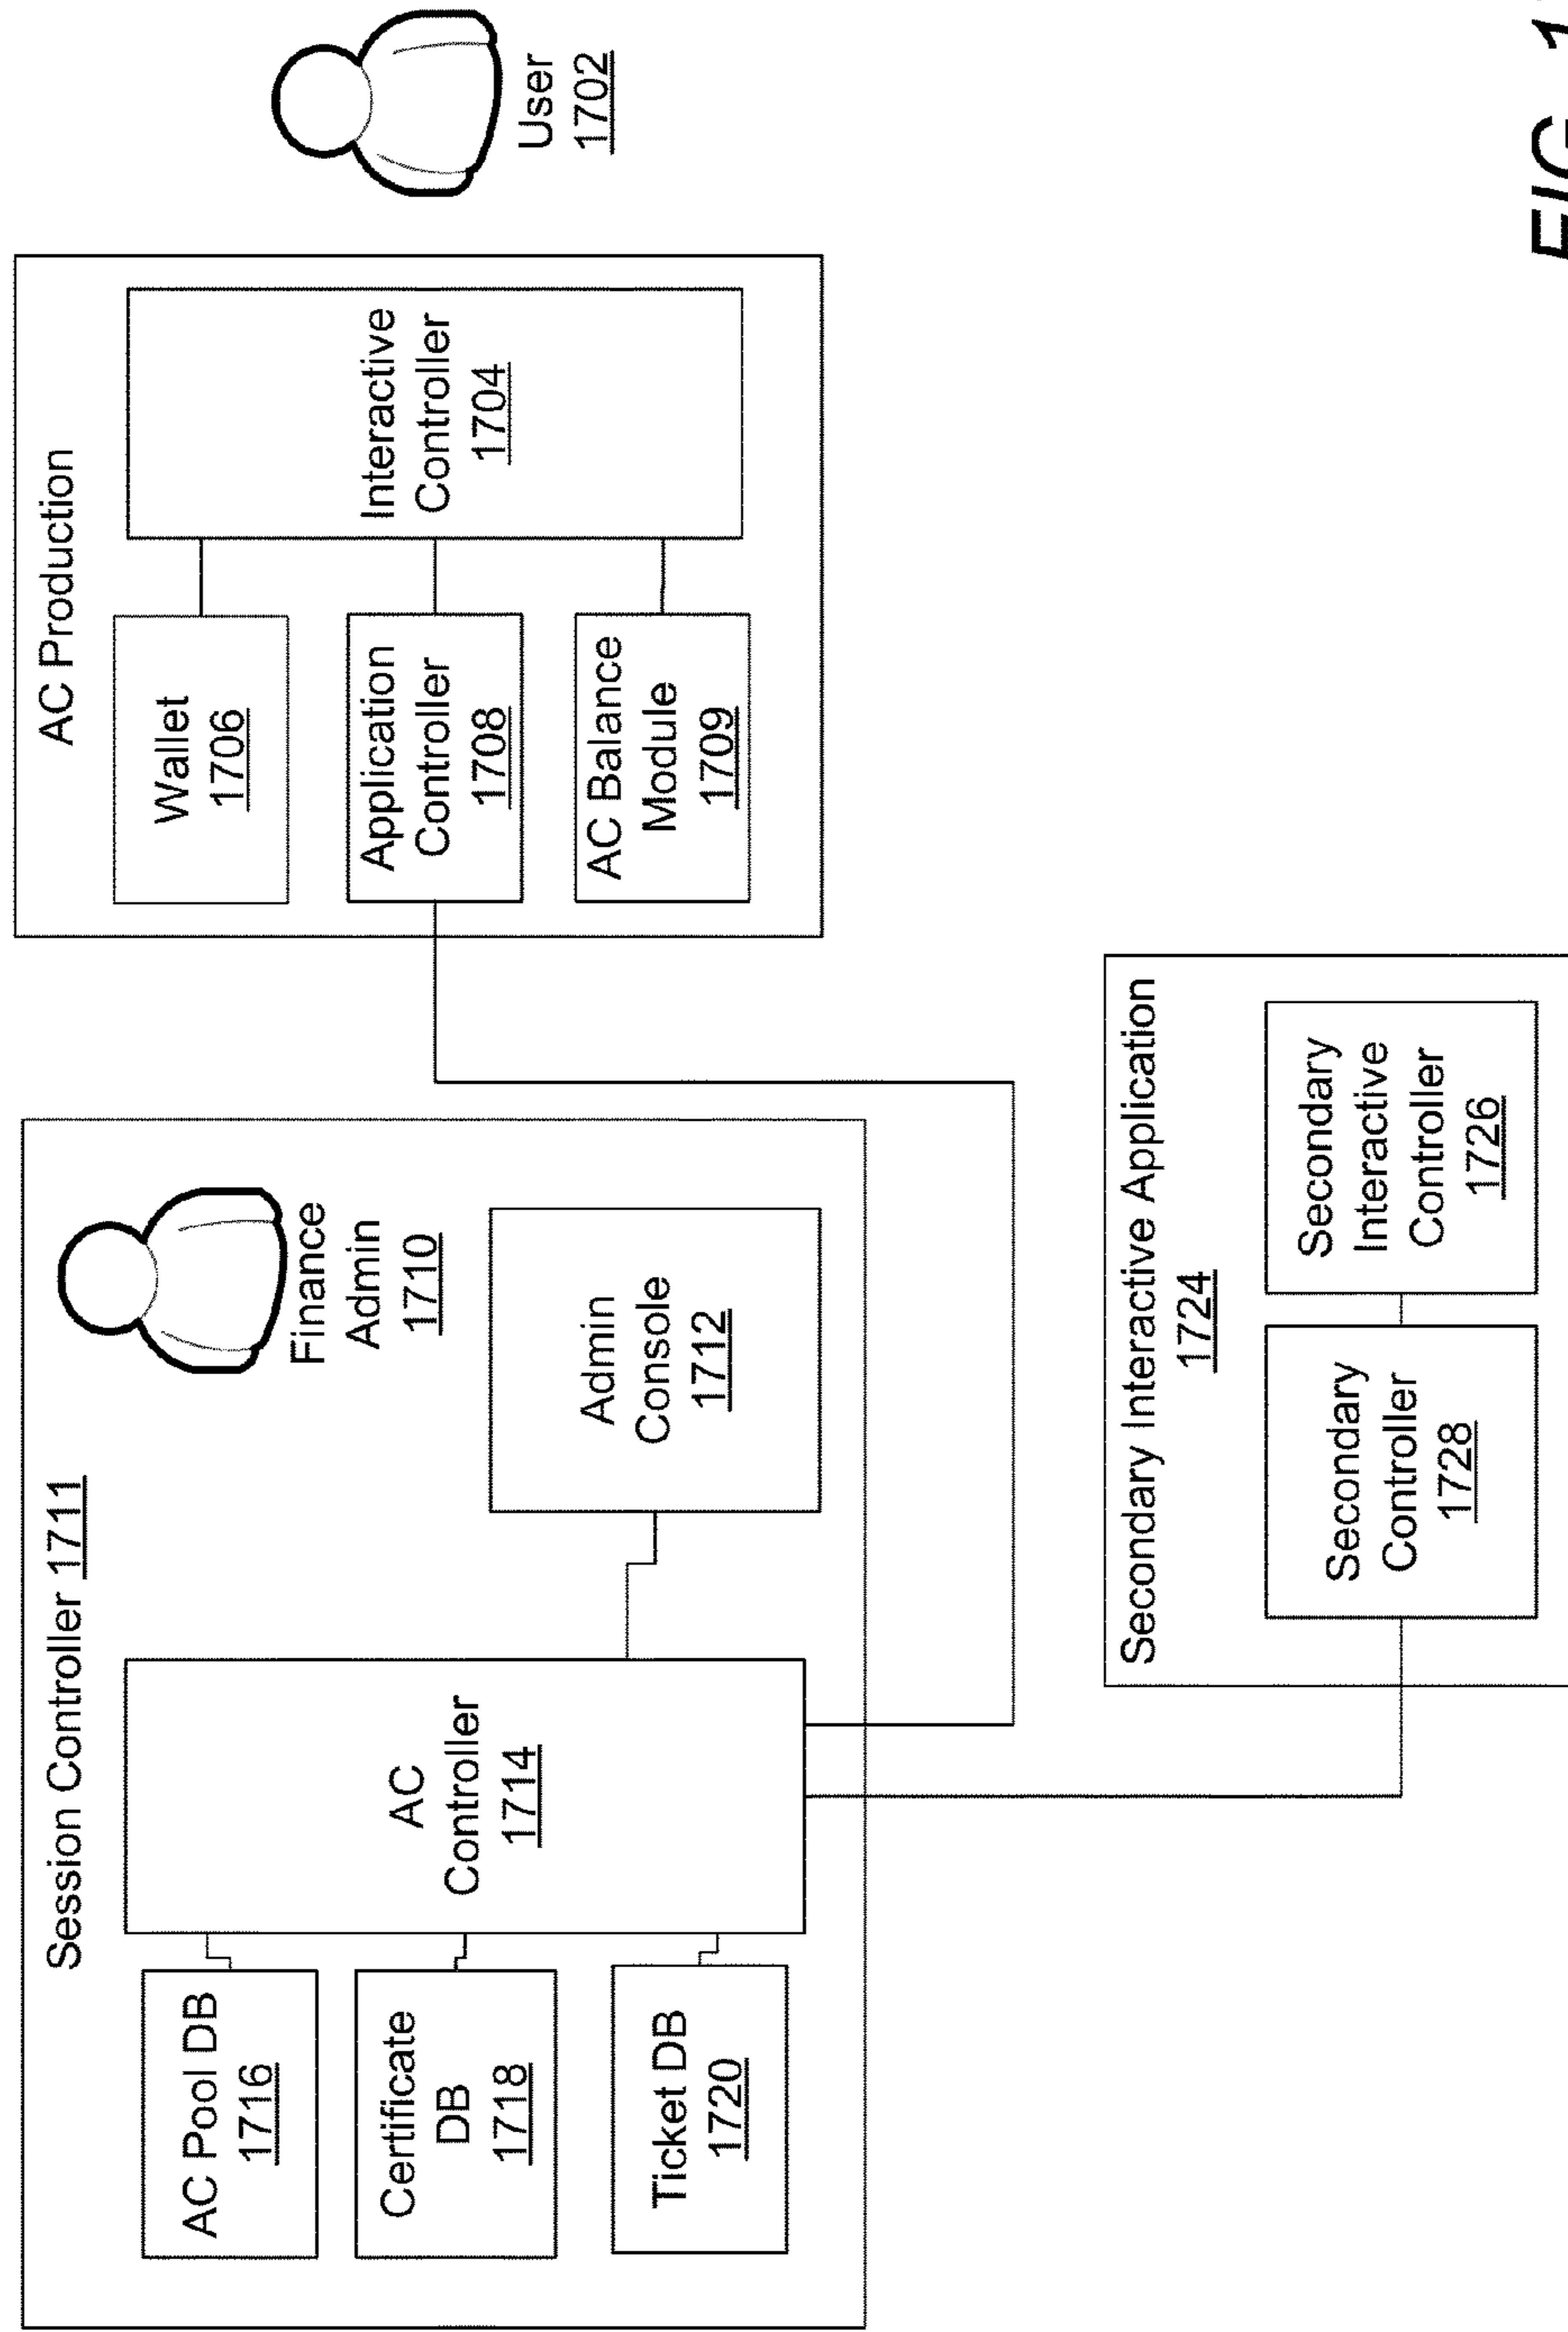 Session Controller 1711
AC Pool DB
1716
Certificate
DB
1718
Ticket DB
1720
AC
Controller
1714
Finance
Admin
1710
Admin
Console
1712
AC Production
Wallet
1706
Application
Controller
1708
AC Balance
Module
1709
Interactive
Controller
1704
User
1702
Secondary Interactive Application
1724
Secondary
Controller
1728
Secondary
Interactive
Controller
1726